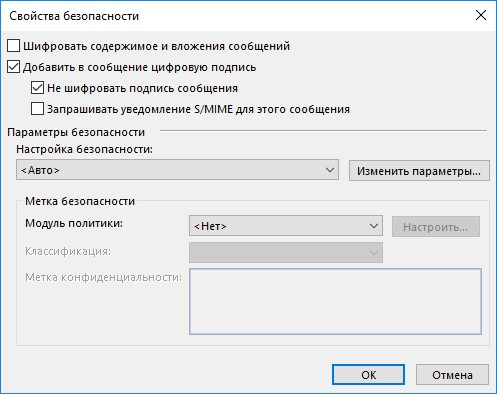 Свойства безопасности
Шифровать содержимое и вложения сообщений
Добавить в сообщение цифровую подпись
Не шифровать подпись сообщения
Запрашивать уведомление S/MIME для этого сообщения
Параметры безопасности
Настройка безопасности:
<Авто>
Изменить параметры...
Метка безопасности
Модуль политики:
<Нет>
Настроить...
Классификация:
Метка конфиденциальности:
ОК
Отмена